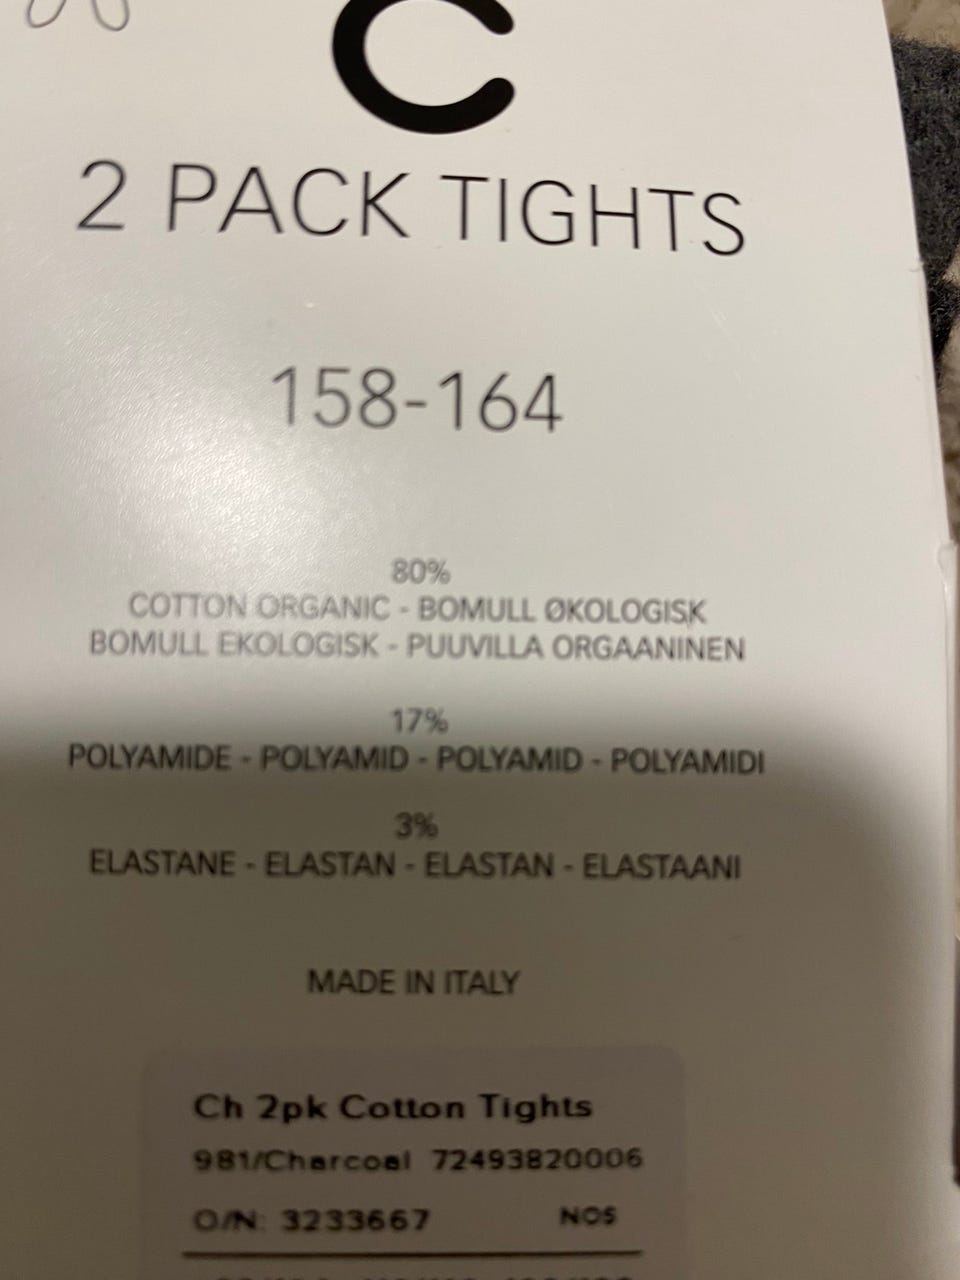 C
2 PACK TIGHTS
158-164
80%
COTTON ORGANIC - BOMULL ØKOLOGISK
BOMULL EKOLOGISK - PUUVILLA ORGAANINEN
17%
POLYAMIDE - POLYAMID - POLYAMID - POLYAMIDI
3%
ELASTANE - ELASTAN - ELASTAN - ELASTAANI
MADE IN ITALY
Ch 2pk Cotton Tights
981/Charcoal 72493820006
O/N: 3233667 NOS